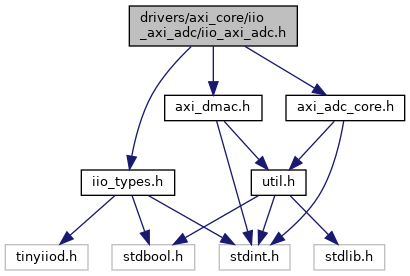 drivers/axi_core/iio
_axi_adc/iio_axi_adc.h
axi_dmac.h
axi_adc_core.h
iio_types.h
util.h
tinyiiod.h
stdbool.h
stdint.h
stdlib.h